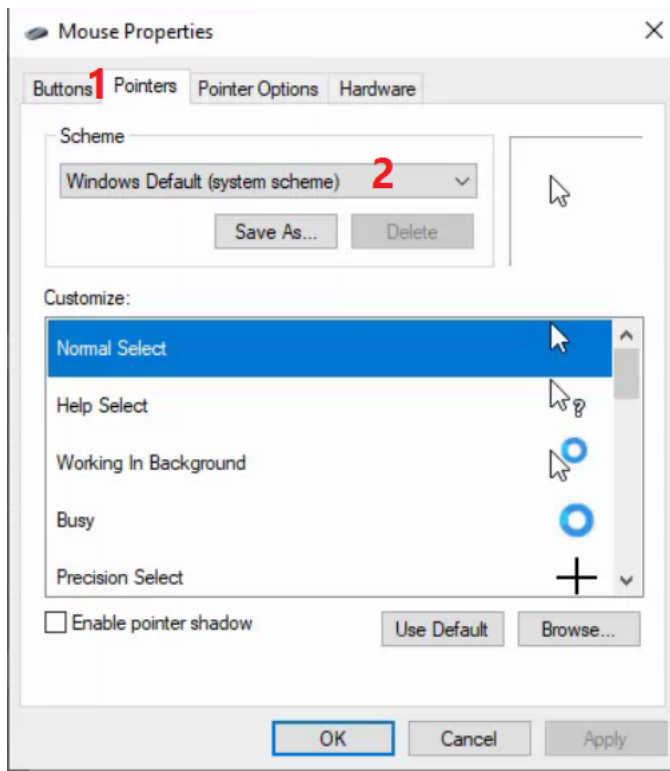 Mouse Properties
Buttons 1 Pointers Pointer Options Hardware
Scheme
Windows Default (system scheme) 2
Save As... Delete
Customize:
Normal Select
Help Select
Working In Background
Busy
Precision Select
Enable pointer shadow
Use Default Browse...
OK Cancel Apply